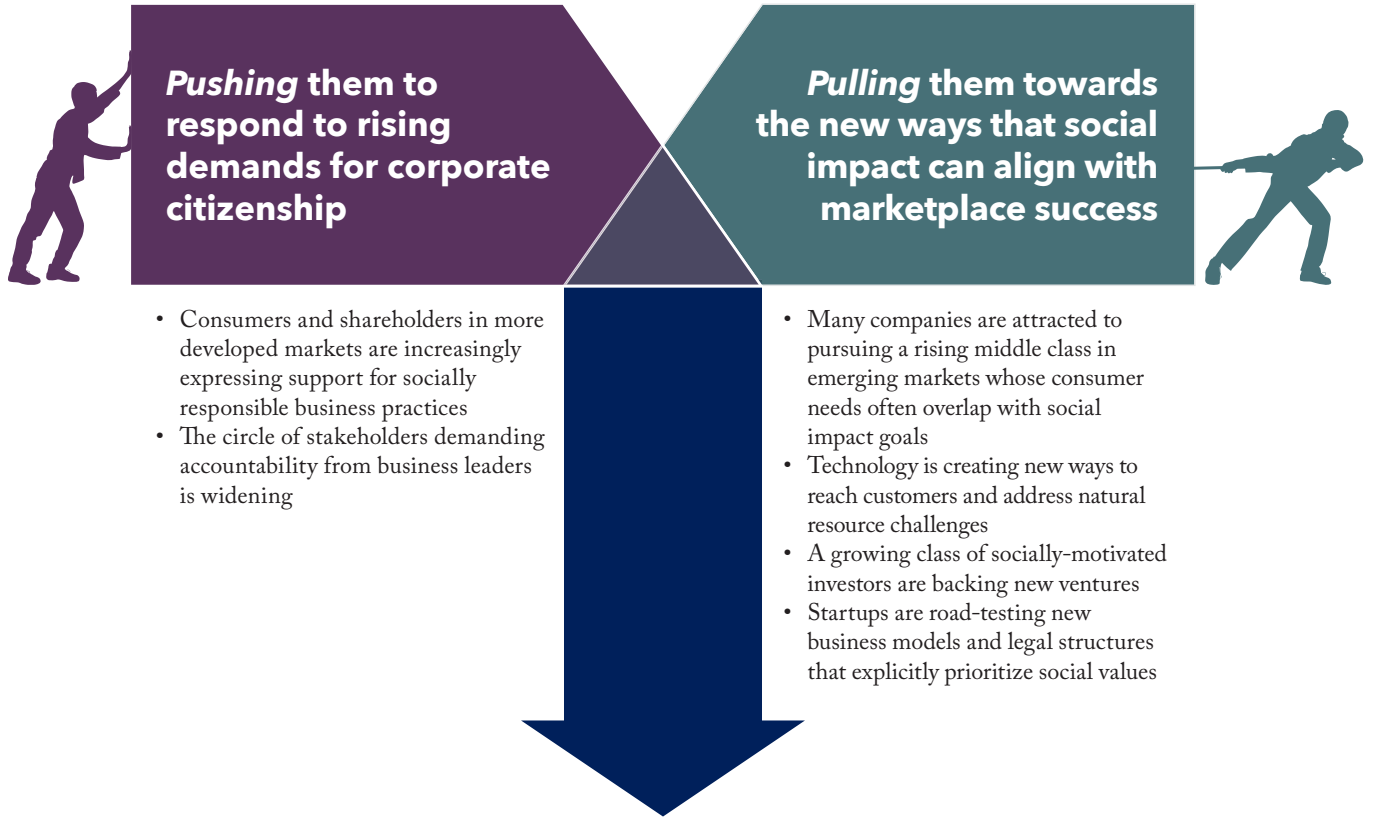 Pushing them to
respond to rising
demands for corporate
citizenship
Pulling them towards
the new ways that social
impact can align with
marketplace success
• Consumers and shareholders in more
developed markets are increasingly
expressing support for socially
responsible business practices
• The circle of stakeholders demanding
accountability from business leaders
is widening
• Many companies are attracted to
pursuing a rising middle class in
emerging markets whose consumer
needs often overlap with social
impact goals
• Technology is creating new ways to
reach customers and address natural
resource challenges
• A growing class of socially-motivated
investors are backing new ventures
• Startups are road-testing new
business models and legal structures
that explicitly prioritize social values